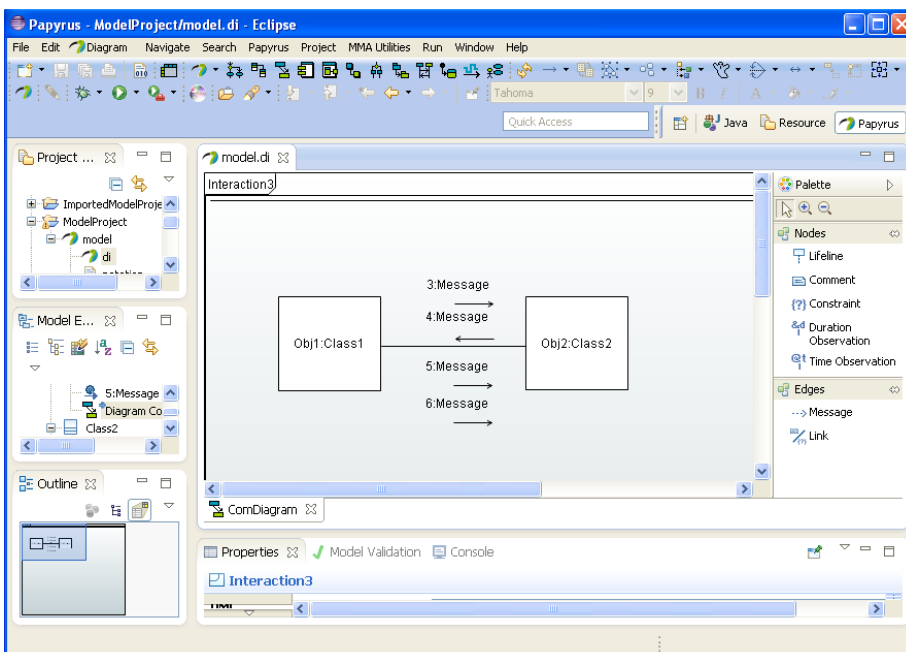 Papyrus - ModelProject/model.di - Eclipse
File Edit Diagram Navigate Search Papyrus Project MMA Utilities Run Window Help
Tahoma 9 B I A
Quick Access Java Resource Papyrus
Project ...
ImportedModelProje
ModelProject
model
di
Model E...
5:Message
Diagram Co
Class2
Outline
model.di
Interaction3
3:Message
4:Message
Obj1:Class1
Obj2:Class2
5:Message
6:Message
ComDiagram
Palette
Nodes
Lifeline
Comment
{?} Constraint
Duration
Observation
Time Observation
Edges
Message
Link
Properties Model Validation Console
Interaction3